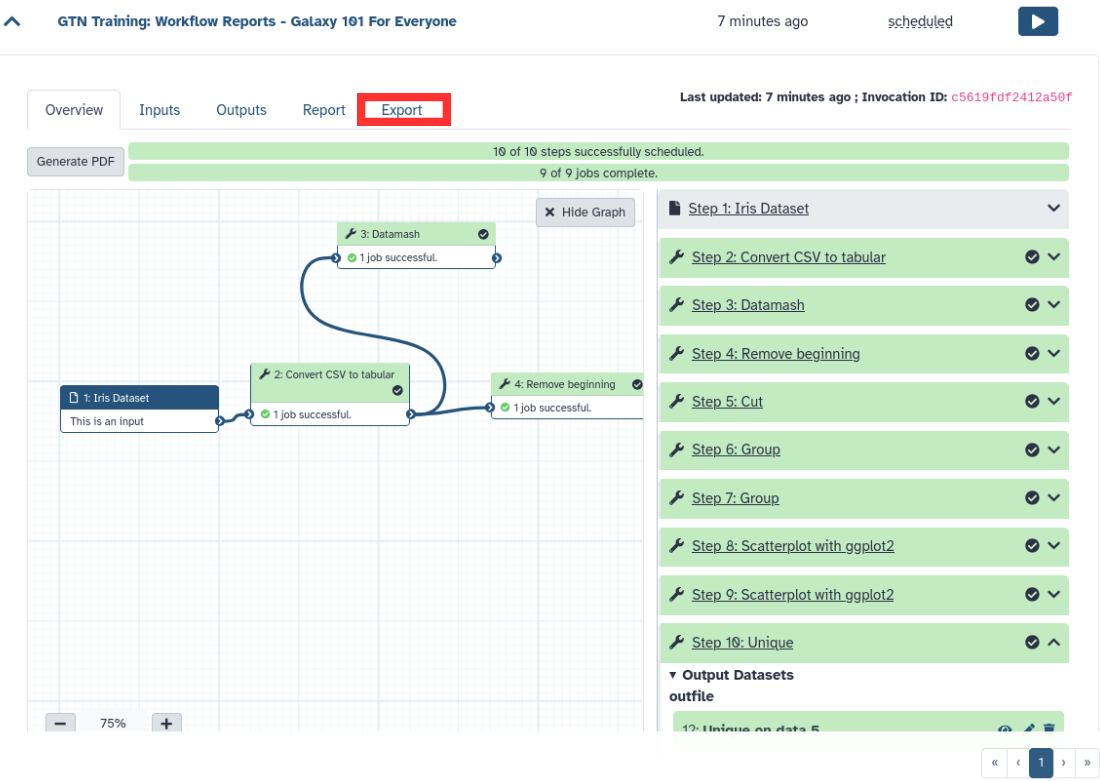 GTN Training: Workflow Reports - Galaxy 101 For Everyone
7 minutes ago
scheduled
Overview
Inputs
Outputs
Report
Export
Last updated: 7 minutes ago ; Invocation ID: c5619fdf2412a50f
Generate PDF
10 of 10 steps successfully scheduled.
9 of 9 jobs complete.
Hide Graph
3: Datamash
1 job successful.
2: Convert CSV to tabular
1 job successful.
4: Remove beginning
1 job successful.
1: Iris Dataset
This is an input
75%
Step 1: Iris Dataset
Step 2: Convert CSV to tabular
Step 3: Datamash
Step 4: Remove beginning
Step 5: Cut
Step 6: Group
Step 7: Group
Step 8: Scatterplot with ggplot2
Step 9: Scatterplot with ggplot2
Step 10: Unique
Output Datasets
outfile
12: Unique on data 5
« ‹ 1 › »